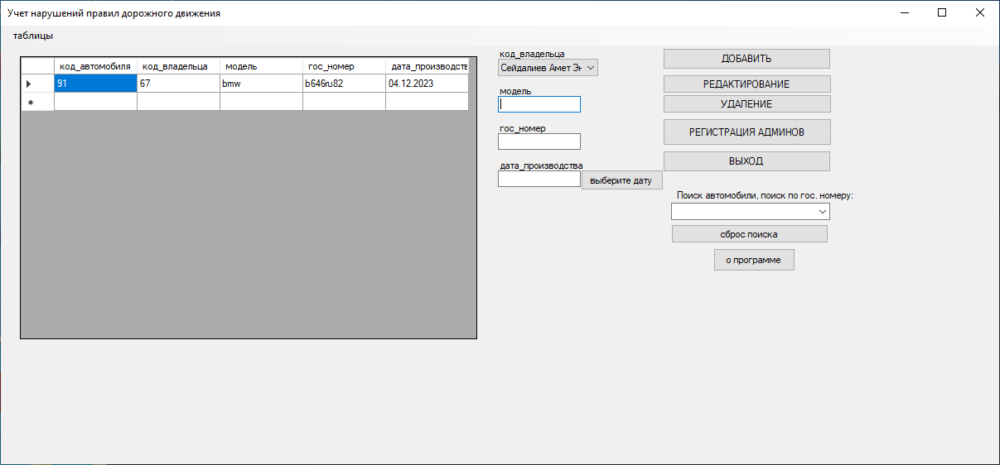 Учет нарушений правил дорожного движения
таблицы
код_автомобиля код_владельца модель гос_номер дата_производств
91 67 bmw b646ru82 04.12.2023
код_владельца
Сейдалиев Амет Эн
модель
гос_номер
дата_производства
выберите дату
ДОБАВИТЬ
РЕДАКТИРОВАНИЕ
УДАЛЕНИЕ
РЕГИСТРАЦИЯ АДМИНОВ
ВЫХОД
Поиск автомобили, поиск по гос. номеру:
сброс поиска
о программе